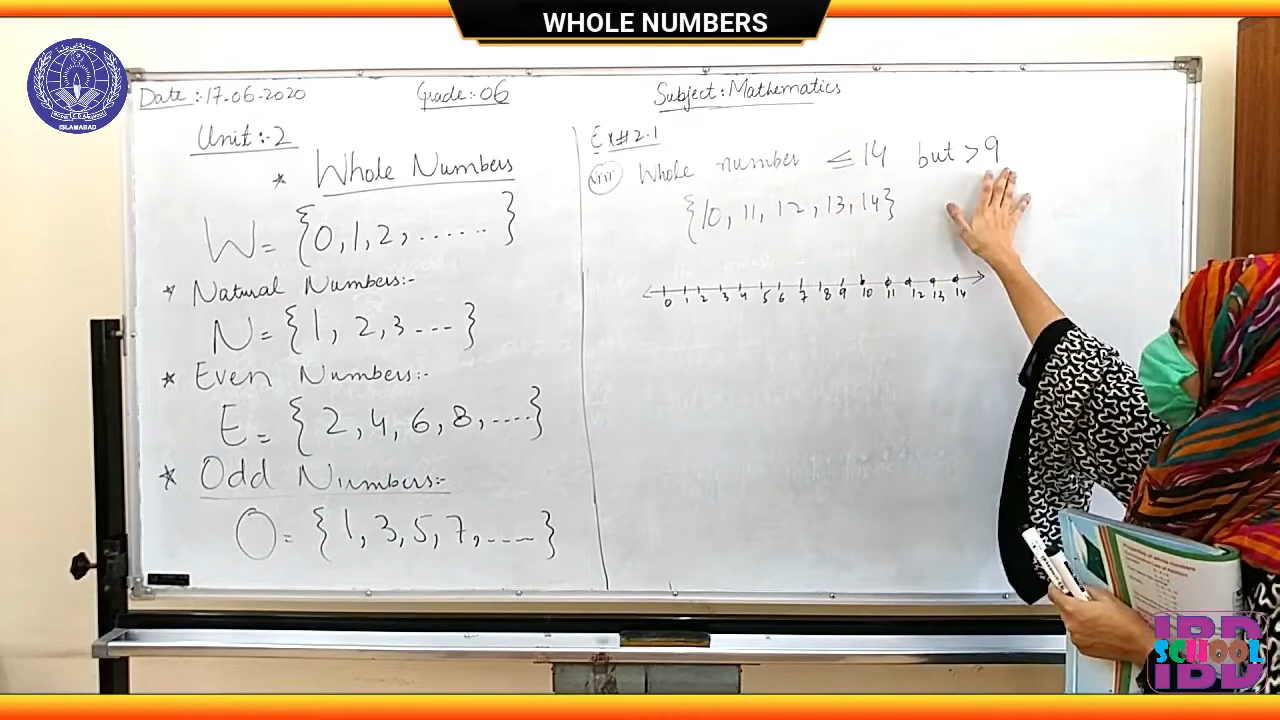 WHOLE NUMBERS
ISLAMABAD
Date :- 17-06-2020
Grade:- 06
Subject: Mathematics
Unit:- 2
* Whole Numbers
W = {0, 1, 2, ......}
* Natural Numbers:-
N = {1, 2, 3 ---}
* Even Numbers:-
E = {2, 4, 6, 8, ....}
* Odd Numbers:-
O = {1, 3, 5, 7, ....}
Ex# 2.1
viii Whole number ≤ 14 but > 9
{10, 11, 12, 13, 14}
0 1 2 3 4 5 6 7 8 9 10 11 12 13 14
IBD
SCHOOL
IBD